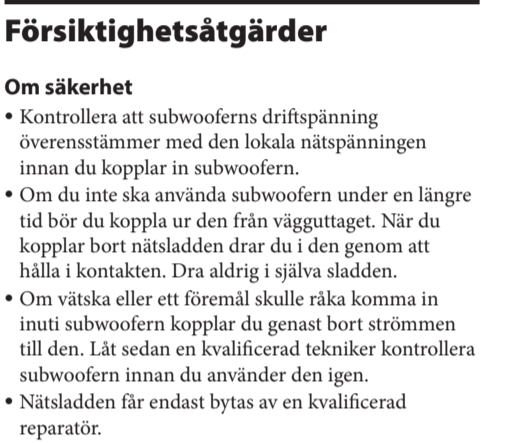 Försiktighetsåtgärder
Om säkerhet
• Kontrollera att subwooferns driftspänning
överensstämmer med den lokala nätspänningen
innan du kopplar in subwoofern.
• Om du inte ska använda subwoofern under en längre
tid bör du koppla ur den från vägguttaget. När du
kopplar bort nätsladden drar du i den genom att
hålla i kontakten. Dra aldrig i själva sladden.
• Om vätska eller ett föremål skulle råka komma in
inuti subwoofern kopplar du genast bort strömmen
till den. Låt sedan en kvalificerad tekniker kontrollera
subwoofern innan du använder den igen.
• Nätsladden får endast bytas av en kvalificerad
reparatör.